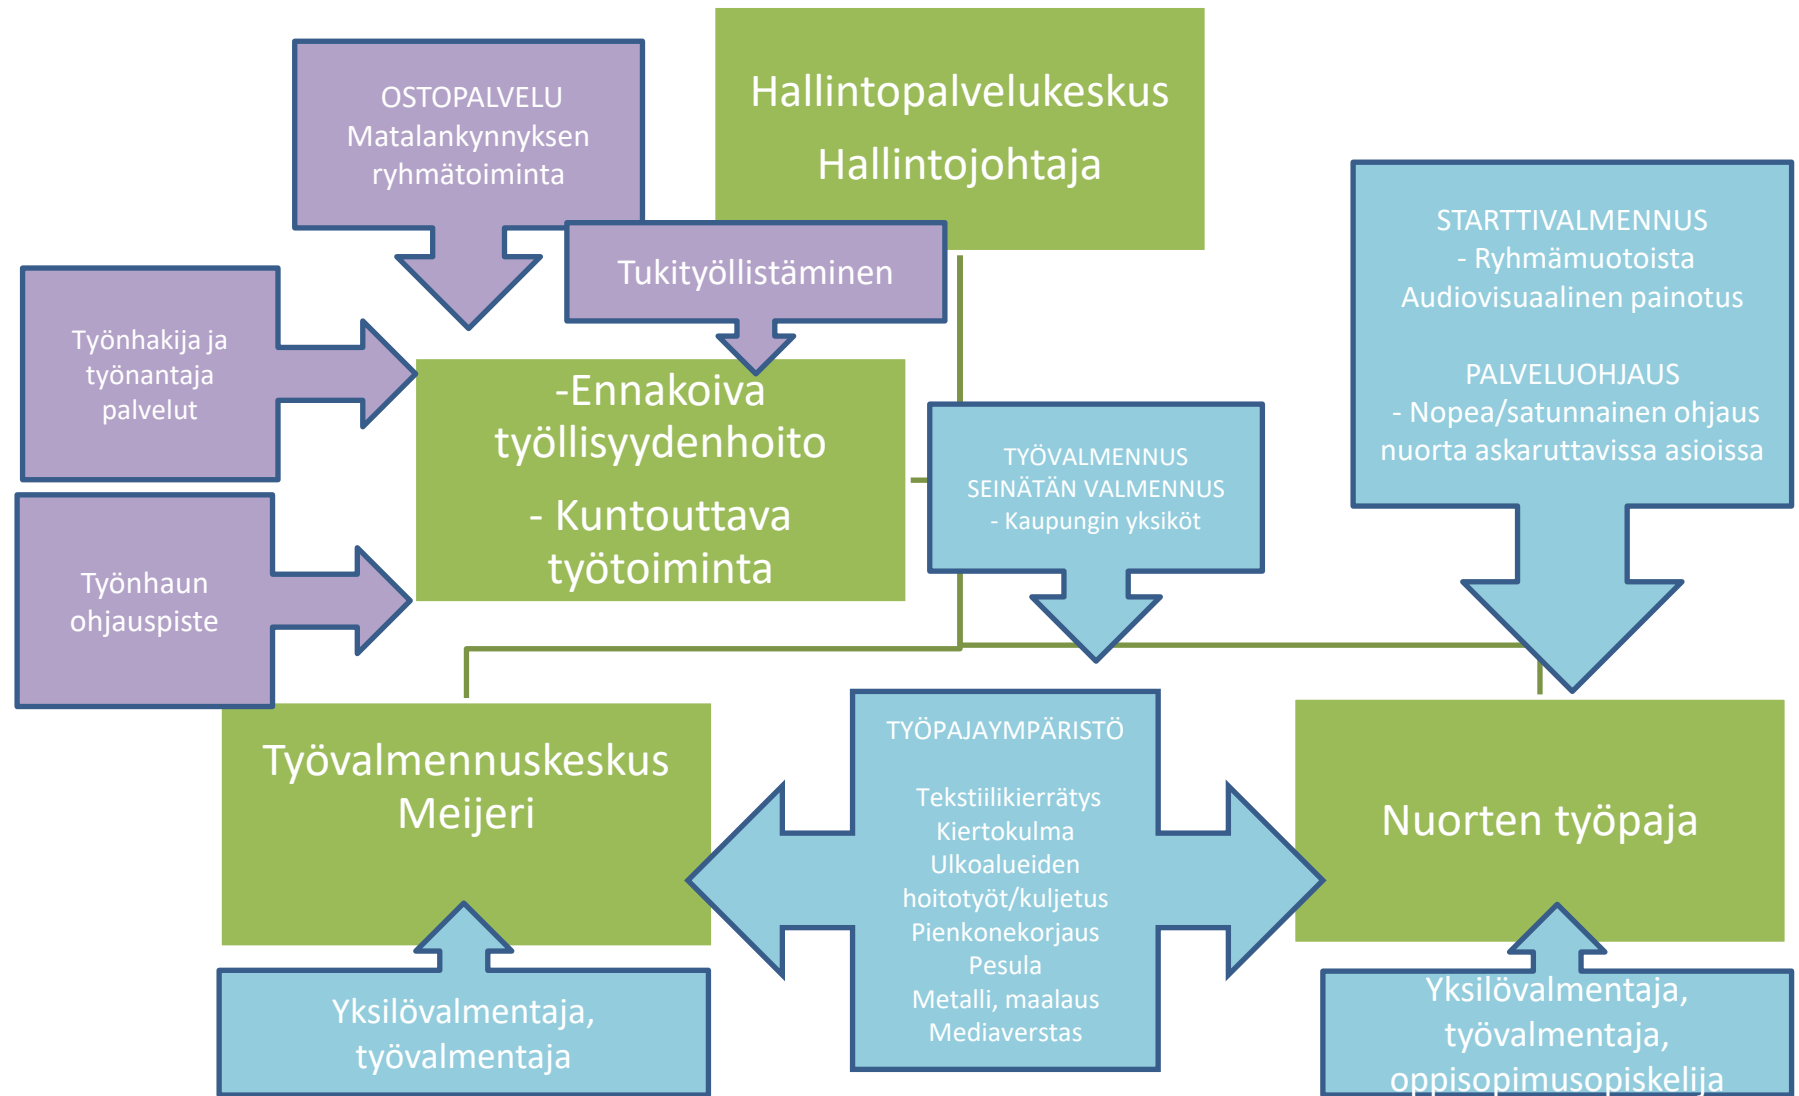 OSTOPALVELU
Matalankynnyksen
ryhmätoiminta
Hallintopalvelukeskus
Hallintojohtaja
Tukityöllistäminen
Työnhakija ja
työnantaja
palvelut
STARTTIVALMENNUS
- Ryhmämuotoista
Audiovisuaalinen painotus
PALVELUOHJAUS
- Nopea/satunnainen ohjaus
nuorta askaruttavissa asioissa
-Ennakoiva
työllisyydenhoito
- Kuntouttava
työtoiminta
TYÖVALMENNUS
SEINÄTÄN VALMENNUS
- Kaupungin yksiköt
Työnhaun
ohjauspiste
Työvalmennuskeskus
Meijeri
TYÖPAJAYMPÄRISTÖ
Tekstiilikierrätys
Kiertokulma
Ulkoalueiden
hoitotyöt/kuljetus
Pienkonekorjaus
Pesula
Metalli, maalaus
Mediaverstas
Nuorten työpaja
Yksilövalmentaja,
työvalmentaja
Yksilövalmentaja,
työvalmentaja,
oppisopimusopiskelija